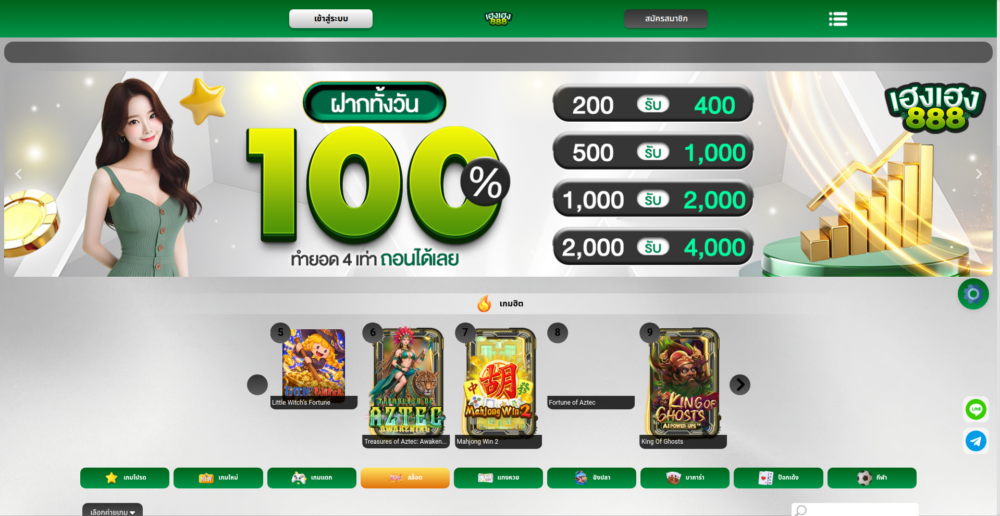 เข้าสู่ระบบ
เฮงเฮง
888
สมัครสมาชิก
ฝากทั้งวัน
100%
ทำยอด 4 เท่า ถอนได้เลย
200 รับ 400
500 รับ 1,000
1,000 รับ 2,000
2,000 รับ 4,000
เฮงเฮง
888
เกมฮิต
5
LITTLE WITCH
Little Witch's Fortune
6
TREASURES OF
AZTEC
AWAKENING
Treasures of Aztec: Awaken...
7
胡
中
發
Mahjong Win 2
Mahjong Win 2
8
Fortune of Aztec
9
KING OF
GHOSTS
AI POWER-UPS™
King Of Ghosts
LINE
เกมโปรด
NEW
เกมใหม่
เกมแตก
สล็อต
แทงหวย
ยิงปลา
บาคาร่า
ป๊อกเด้ง
กีฬา
เลือกค่ายเกม